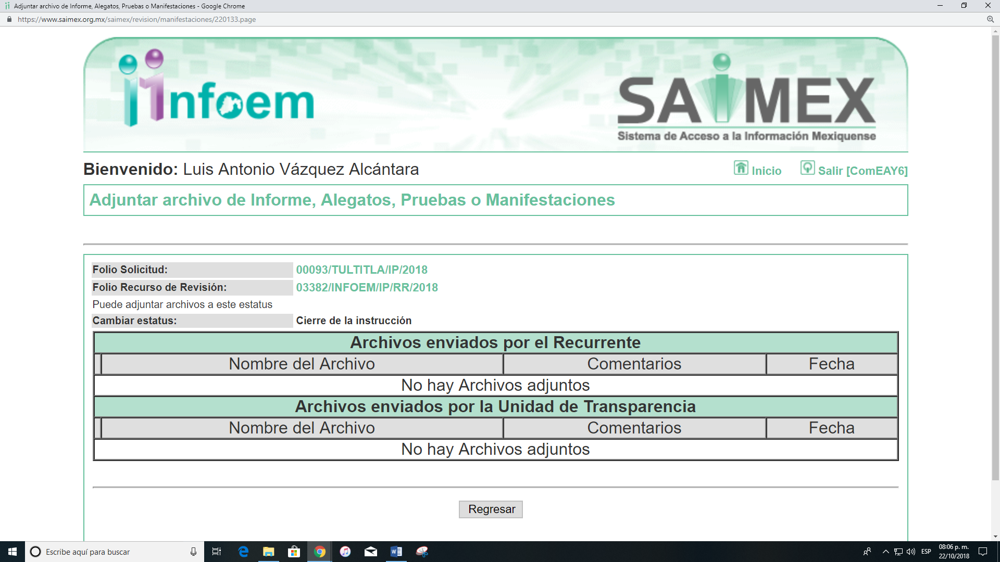 Adjuntar archivo de Informe, Alegatos, Pruebas o Manifestaciones - Google Chrome
https://www.saimex.org.mx/saimex/revision/manifestaciones/220133.page
infoem
SAIMEX
Sistema de Acceso a la Información Mexiquense
Bienvenido: Luis Antonio Vázquez Alcántara
Inicio
Salir [ComEAY6]
Adjuntar archivo de Informe, Alegatos, Pruebas o Manifestaciones
Folio Solicitud: 00093/TULTITLA/IP/2018
Folio Recurso de Revisión: 03382/INFOEM/IP/RR/2018
Puede adjuntar archivos a este estatus
Cambiar estatus: Cierre de la instrucción
Archivos enviados por el Recurrente
Nombre del Archivo Comentarios Fecha
No hay Archivos adjuntos
Archivos enviados por la Unidad de Transparencia
Nombre del Archivo Comentarios Fecha
No hay Archivos adjuntos
Regresar
Escribe aquí para buscar
ESP
08:06 p. m.
22/10/2018